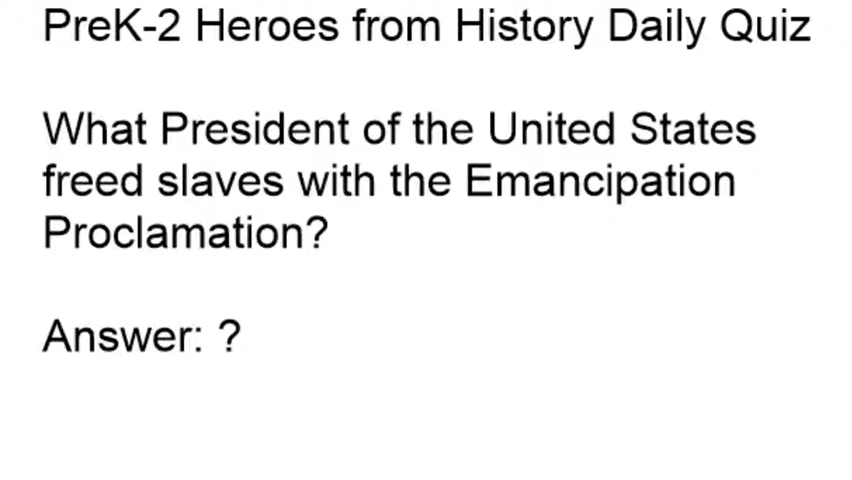 PreK-2 Heroes from History Daily Quiz
What President of the United States
freed slaves with the Emancipation
Proclamation?
Answer: ?